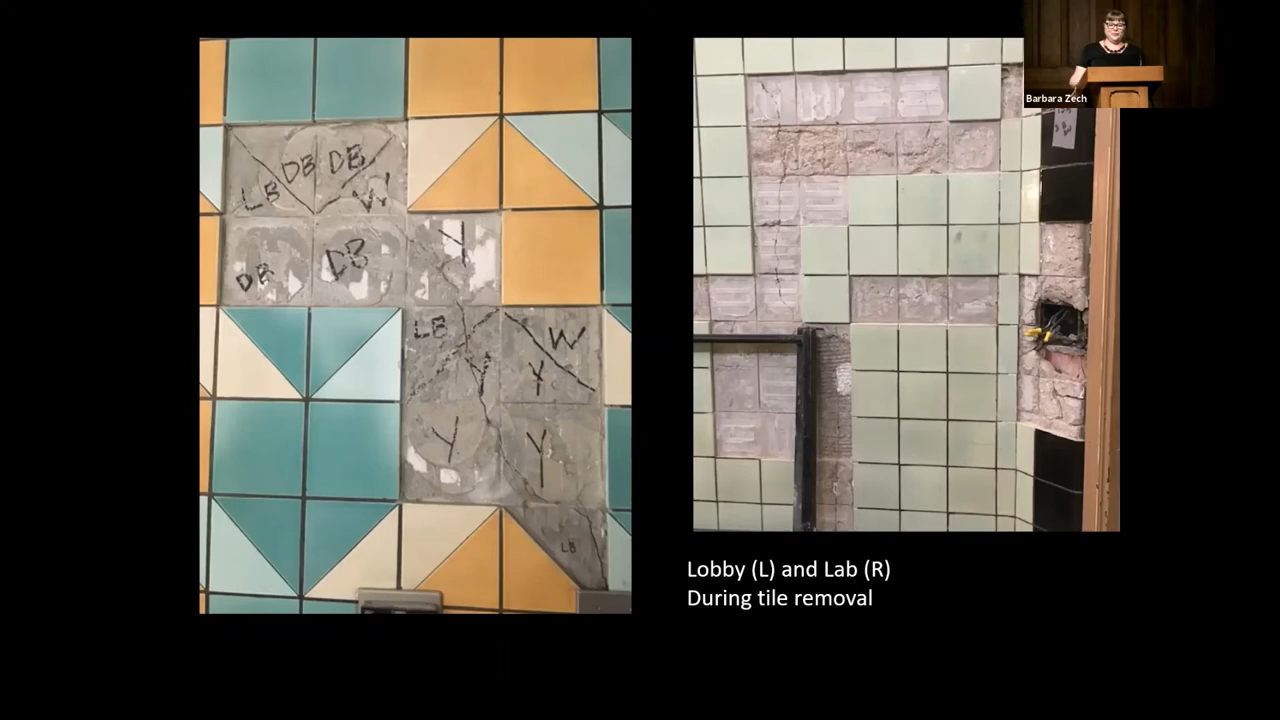 Barbara Zech
LB DB DB W
DB DB Y
LB Y W
Y
Y Y
LB
Lobby (L) and Lab (R)
During tile removal